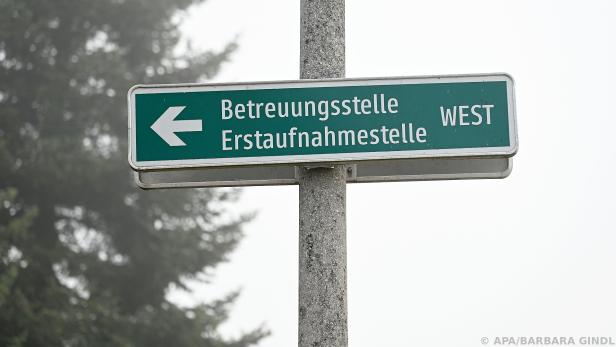 Betreuungsstelle
Erstaufnahmestelle WEST
© APA/BARBARA GINDL